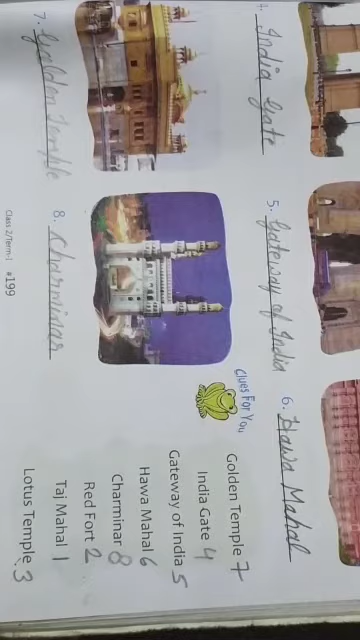 4. India Gate
5. Gateway of India
6. Hawa Mahal
7. Golden Temple
8. Charminar
Clues For You
Golden Temple 7
India Gate 4
Gateway of India 5
Hawa Mahal 6
Charminar 8
Red Fort 2
Taj Mahal 1
Lotus Temple 3
Class 2/Term-1 #199